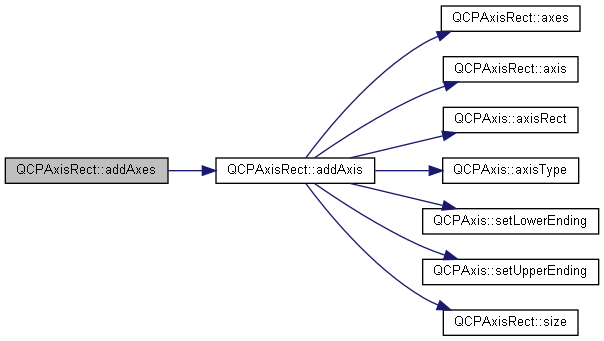 QCPAxisRect::addAxes
QCPAxisRect::addAxis
QCPAxisRect::axes
QCPAxisRect::axis
QCPAxis::axisRect
QCPAxis::axisType
QCPAxis::setLowerEnding
QCPAxis::setUpperEnding
QCPAxisRect::size